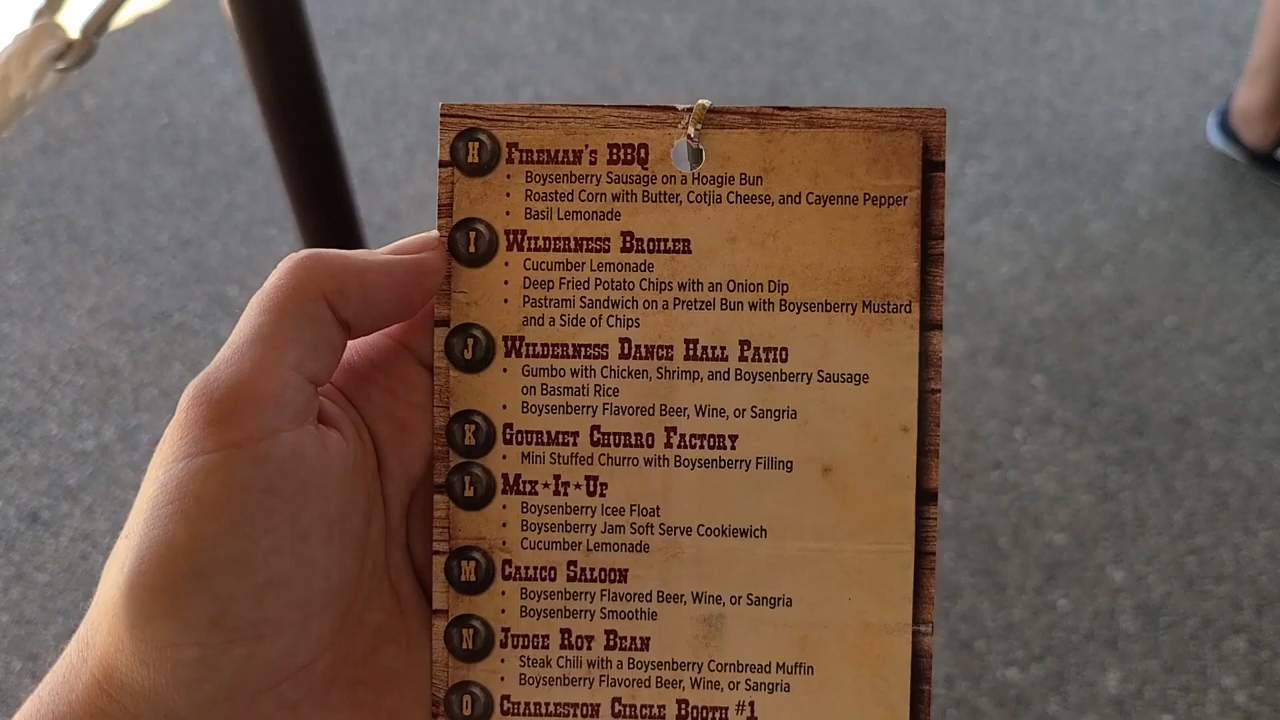 H FIREMAN'S BBQ
• Boysenberry Sausage on a Hoagie Bun
• Roasted Corn with Butter, Cotjia Cheese, and Cayenne Pepper
• Basil Lemonade
I WILDERNESS BROILER
• Cucumber Lemonade
• Deep Fried Potato Chips with an Onion Dip
• Pastrami Sandwich on a Pretzel Bun with Boysenberry Mustard
and a Side of Chips
J WILDERNESS DANCE HALL PATIO
• Gumbo with Chicken, Shrimp, and Boysenberry Sausage
on Basmati Rice
• Boysenberry Flavored Beer, Wine, or Sangria
K GOURMET CHURRO FACTORY
• Mini Stuffed Churro with Boysenberry Filling
L MIX★IT★UP
• Boysenberry Icee Float
• Boysenberry Jam Soft Serve Cookiewich
• Cucumber Lemonade
M CALICO SALOON
• Boysenberry Flavored Beer, Wine, or Sangria
• Boysenberry Smoothie
N JUDGE ROY BEAN
• Steak Chili with a Boysenberry Cornbread Muffin
• Boysenberry Flavored Beer, Wine, or Sangria
O CHARLESTON CIRCLE BOOTH #1